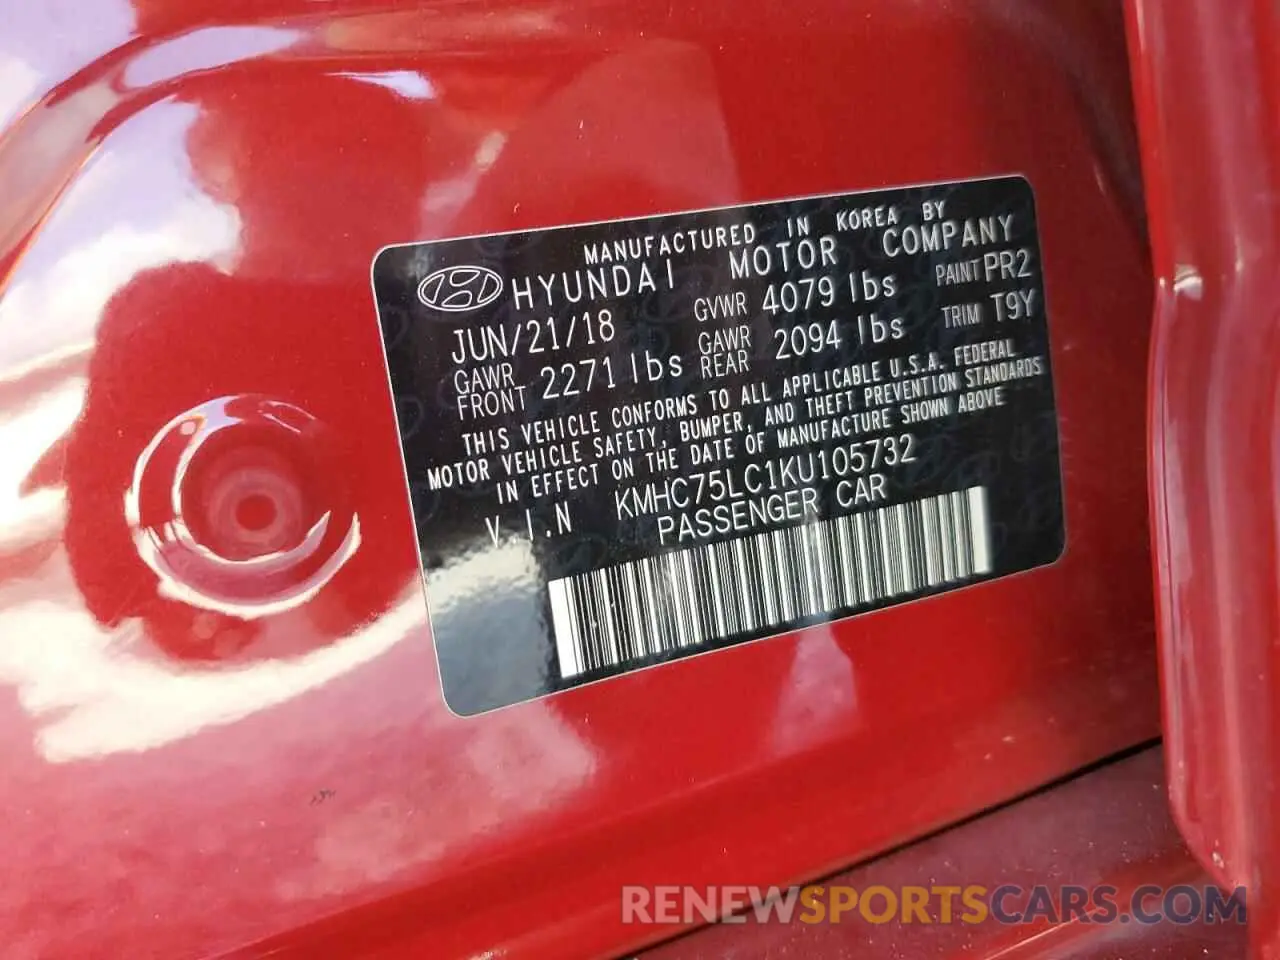 MANUFACTURED IN KOREA BY
HYUNDAI MOTOR COMPANY
JUN/21/18 GVWR 4079 lbs PAINT PR2
GAWR FRONT 2271 lbs GAWR REAR 2094 lbs TRIM T9Y
THIS VEHICLE CONFORMS TO ALL APPLICABLE U.S.A. FEDERAL
MOTOR VEHICLE SAFETY, BUMPER, AND THEFT PREVENTION STANDARDS
IN EFFECT ON THE DATE OF MANUFACTURE SHOWN ABOVE
V.I.N KMHC75LC1KU105732
PASSENGER CAR
RENEWSPORTSCARS.COM